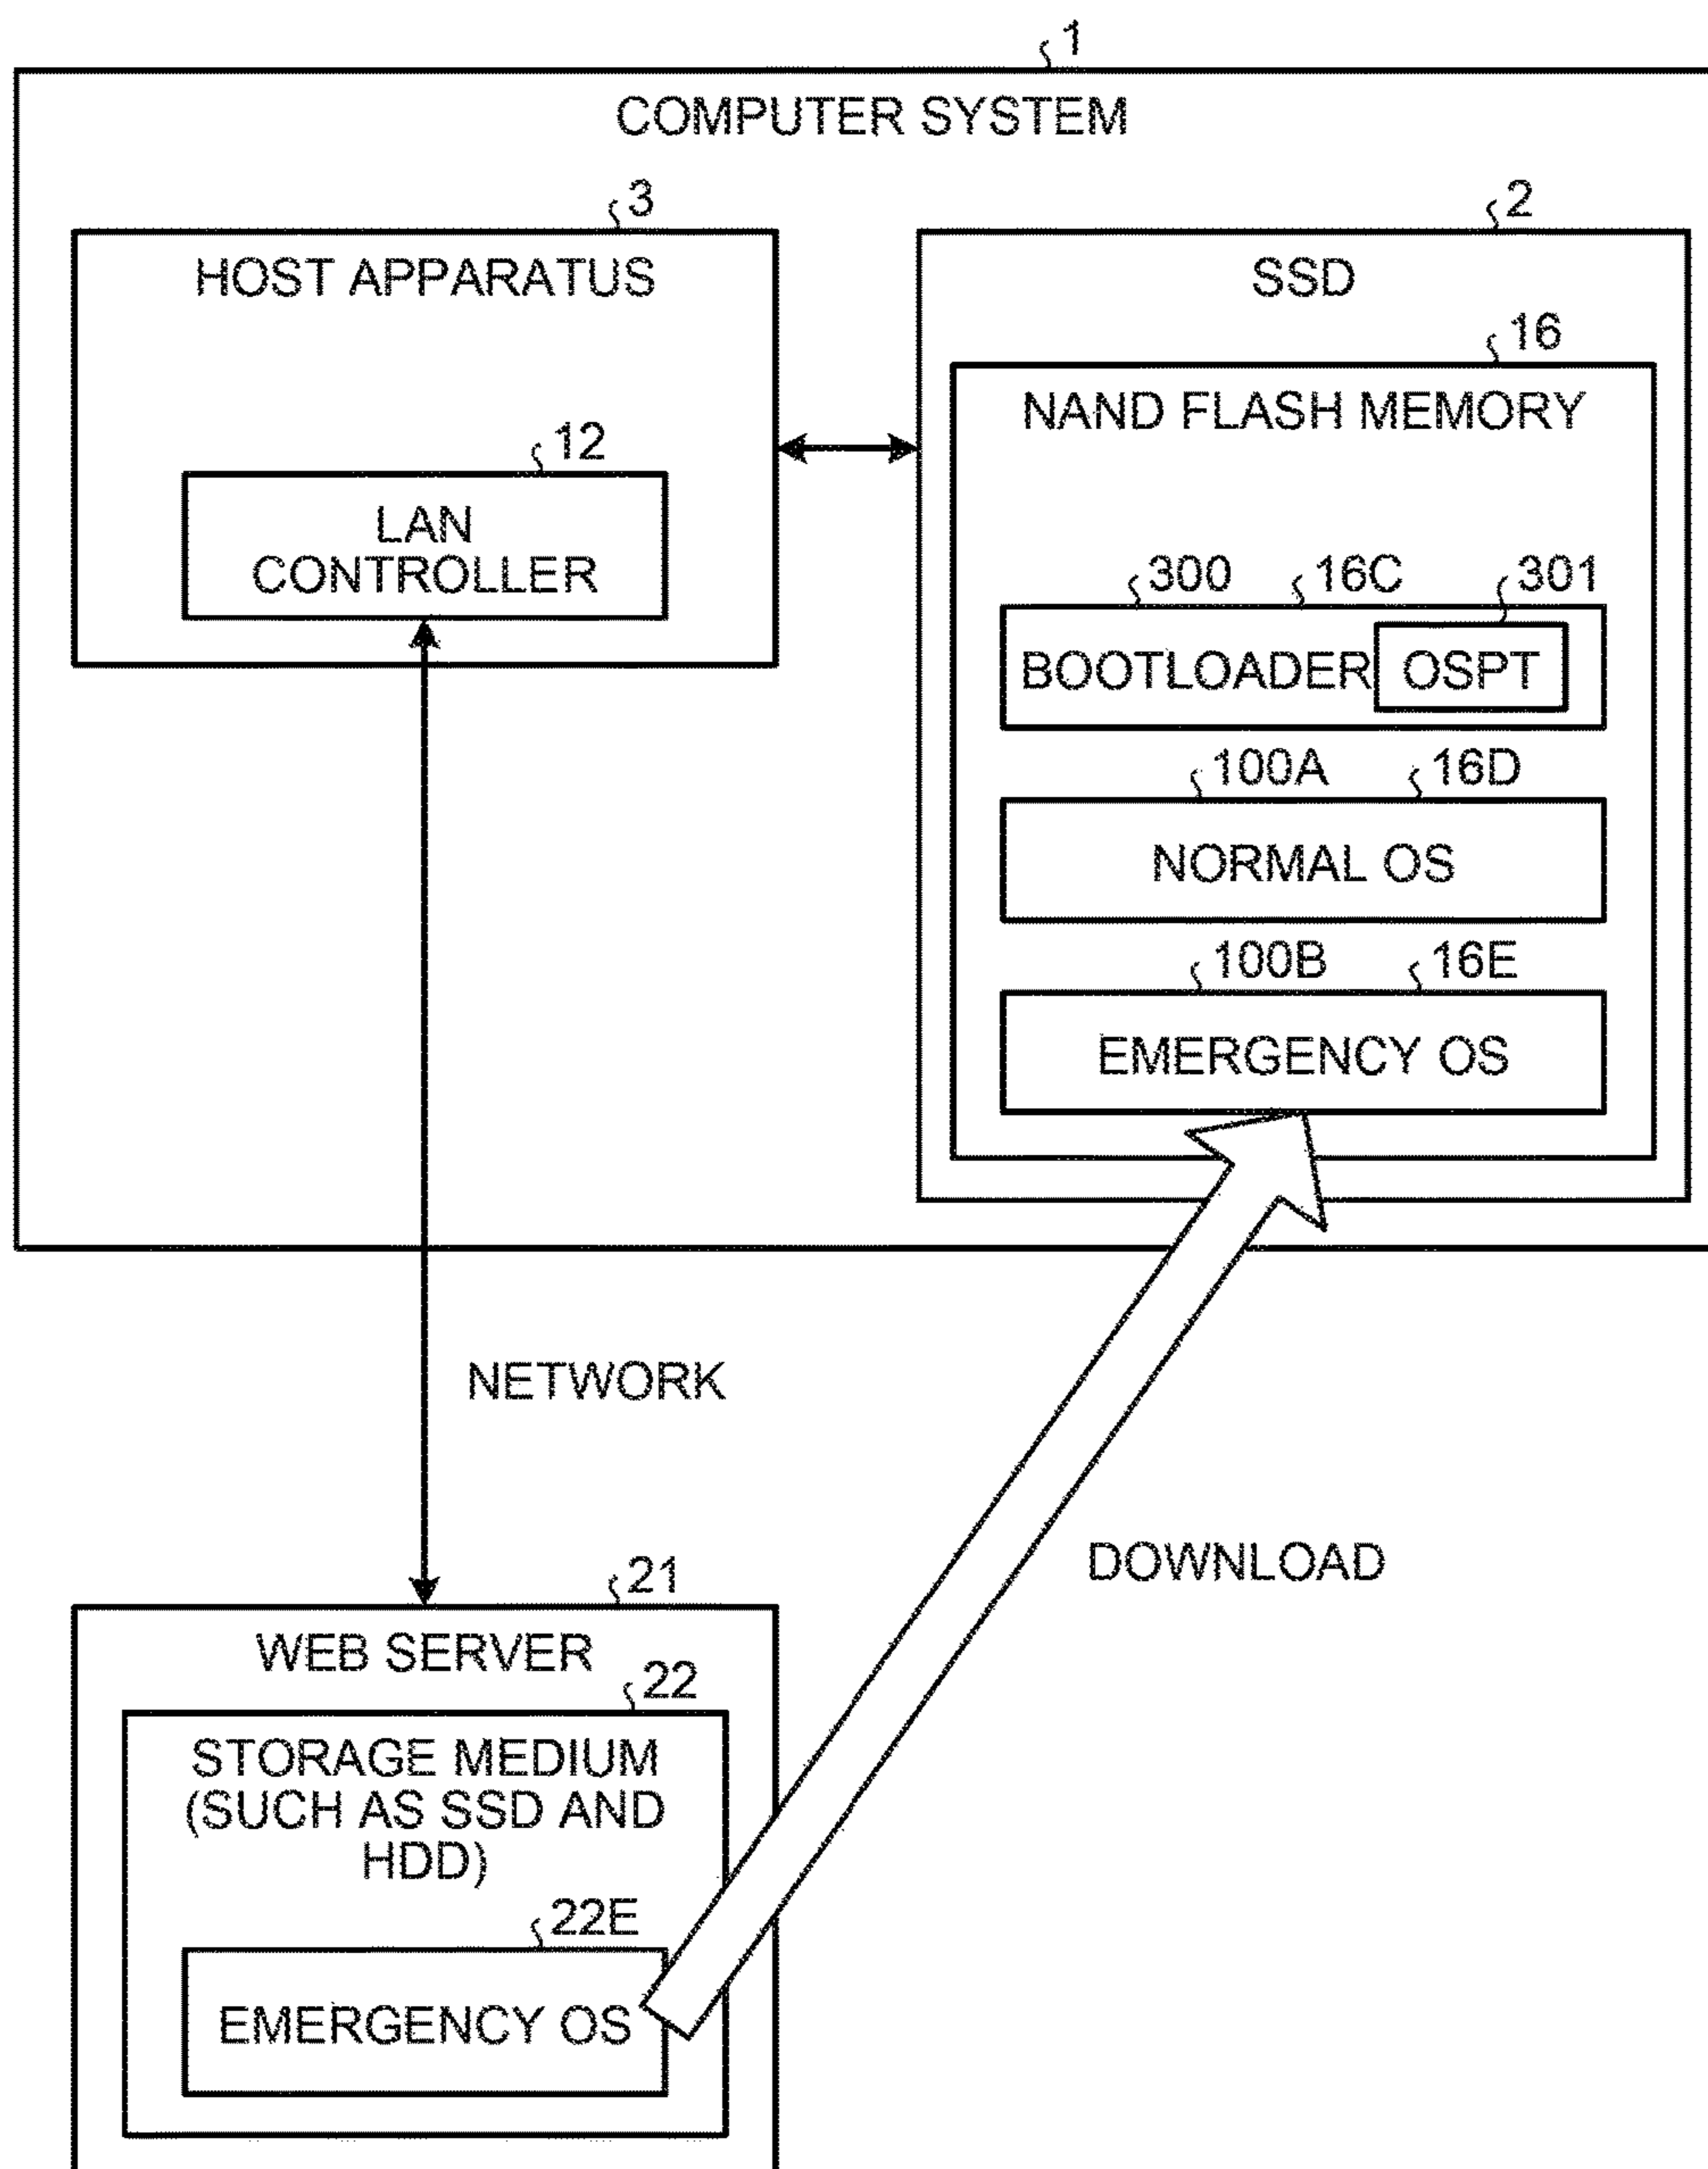 1
COMPUTER SYSTEM
3
HOST APPARATUS
12
LAN
CONTROLLER
2
SSD
16
NAND FLASH MEMORY
300 16C 301
BOOTLOADER OSPT
100A 16D
NORMAL OS
100B 16E
EMERGENCY OS
NETWORK
DOWNLOAD
21
WEB SERVER
22
STORAGE MEDIUM
(SUCH AS SSD AND
HDD)
22E
EMERGENCY OS